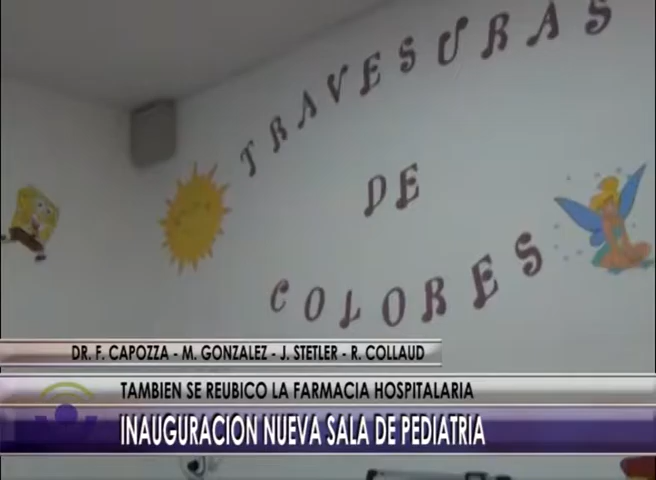 TRAVESURAS
DE
COLORES
DR. F. CAPOZZA - M. GONZALEZ - J. STETLER - R. COLLAUD
TAMBIEN SE REUBICO LA FARMACIA HOSPITALARIA
INAUGURACION NUEVA SALA DE PEDIATRIA